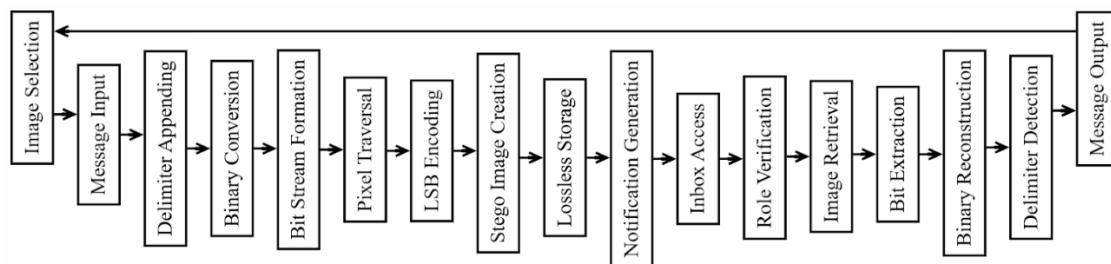 Image Selection
Message Input
Delimiter Appending
Binary Conversion
Bit Stream Formation
Pixel Traversal
LSB Encoding
Stego Image Creation
Lossless Storage
Notification Generation
Inbox Access
Role Verification
Image Retrieval
Bit Extraction
Binary Reconstruction
Delimiter Detection
Message Output